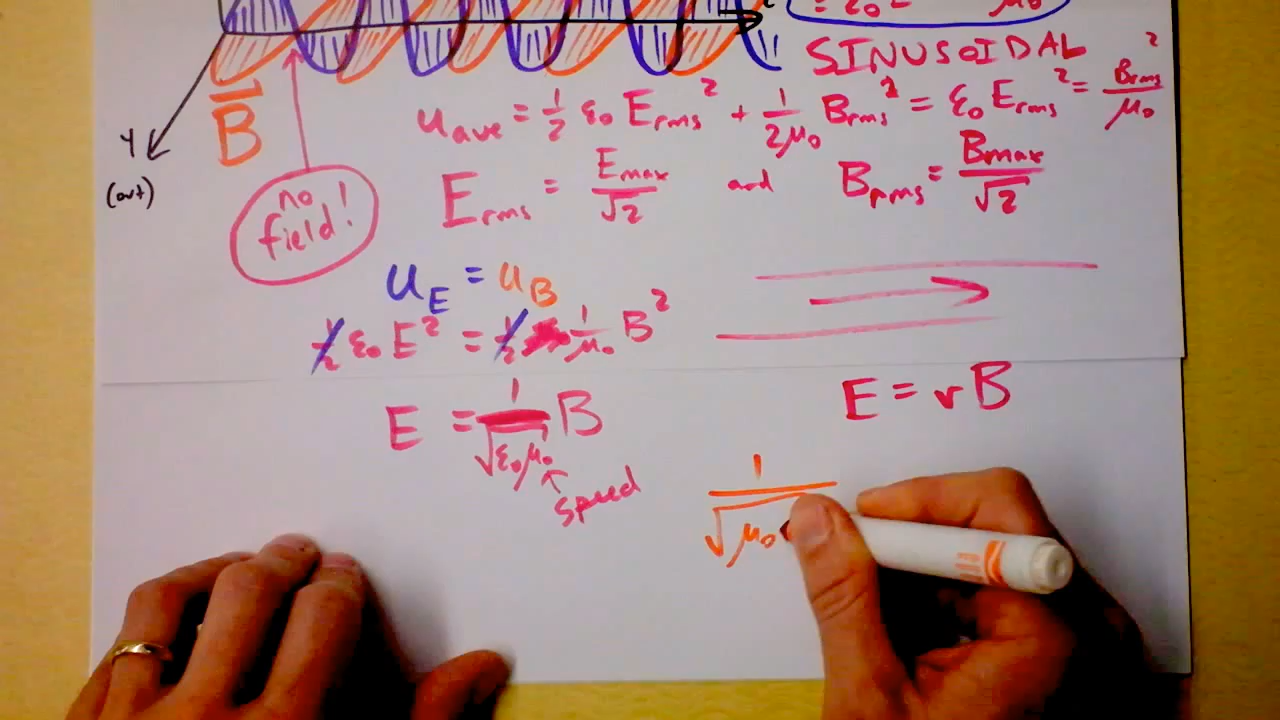 SINUSOIDAL
u_ave = 1/2 ε₀ E_rms² + 1/2μ₀ B_rms² = ε₀ E_rms² = B_rms²/μ₀
B
Y
(out)
E_rms = E_max/√2 and B_rms = B_max/√2
no
field!
u_E = u_B
1/2 ε₀ E² = 1/2 1/μ₀ B²
E = 1/√ε₀μ₀ B
E = vB
speed
1/√μ₀